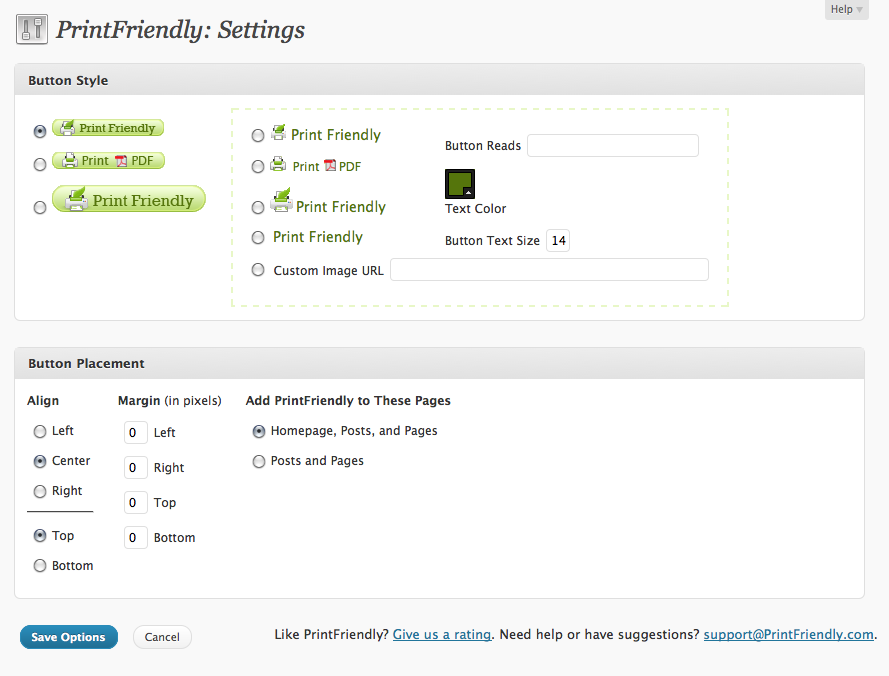 Help
PrintFriendly: Settings
Button Style
Print Friendly
Print PDF
Print Friendly
Print Friendly
Print PDF
Print Friendly
Print Friendly
Custom Image URL
Button Reads
Text Color
Button Text Size 14
Button Placement
Align
Left
Center
Right
Top
Bottom
Margin (in pixels)
0 Left
0 Right
0 Top
0 Bottom
Add PrintFriendly to These Pages
Homepage, Posts, and Pages
Posts and Pages
Save Options
Cancel
Like PrintFriendly? Give us a rating. Need help or have suggestions? support@PrintFriendly.com.